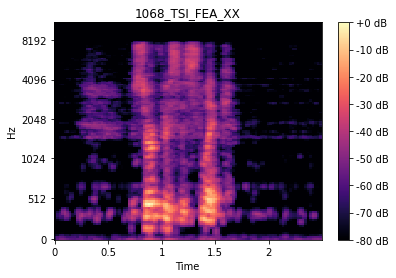 1068_TSI_FEA_XX
+0 dB
8192
-10 dB
4096
-20 dB
-30 dB
2048
Hz
-40 dB
1024
-50 dB
512
-60 dB
-70 dB
0
-80 dB
0 0.5 1 1.5 2
Time